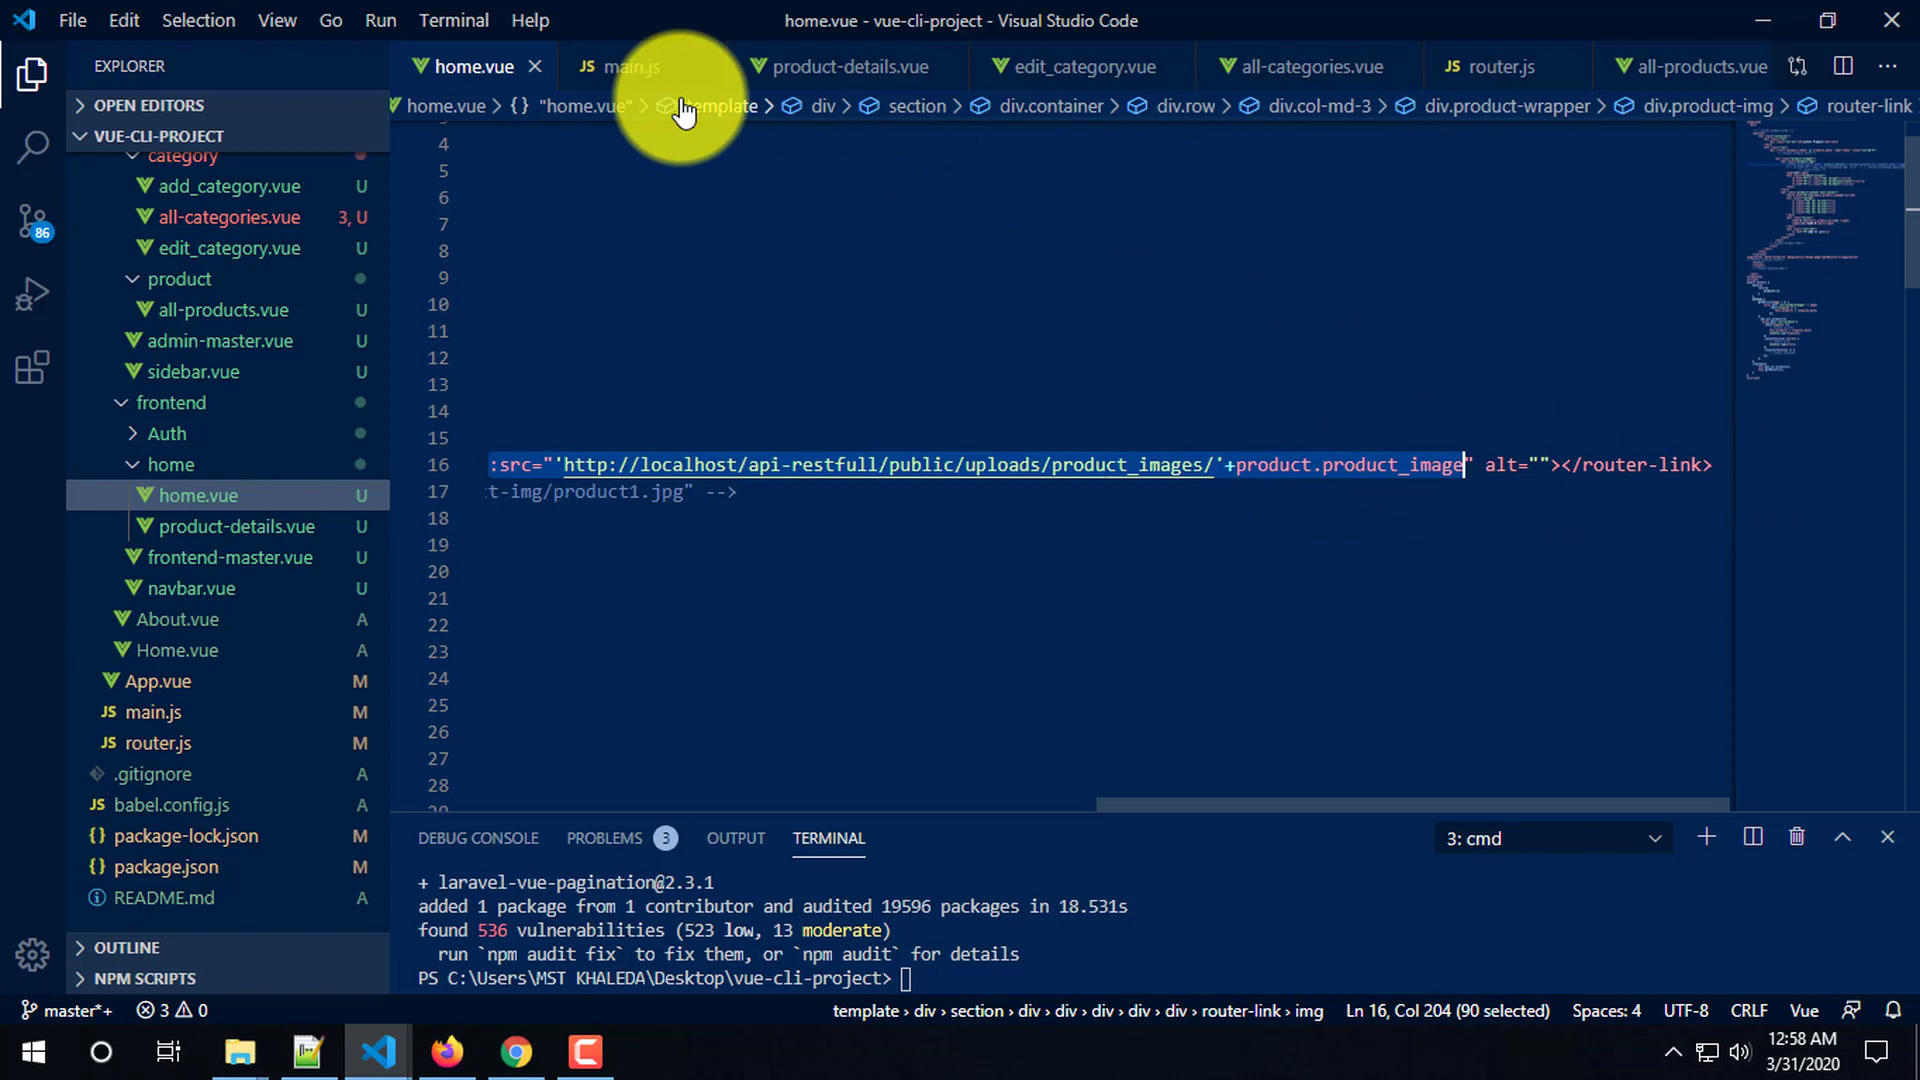 File Edit Selection View Go Run Terminal Help
home.vue - vue-cli-project - Visual Studio Code
EXPLORER
OPEN EDITORS
VUE-CLI-PROJECT
category
add_category.vue U
all-categories.vue 3, U
edit_category.vue U
product
all-products.vue U
admin-master.vue U
sidebar.vue U
frontend
Auth
home
home.vue U
product-details.vue U
frontend-master.vue U
navbar.vue U
About.vue A
Home.vue A
App.vue M
JS main.js M
JS router.js M
.gitignore A
JS babel.config.js A
{} package-lock.json M
{} package.json M
README.md A
OUTLINE
NPM SCRIPTS
86
home.vue
JS main.js
product-details.vue
edit_category.vue
all-categories.vue
JS router.js
all-products.vue
home.vue > {} "home.vue" > template > div > section > div.container > div.row > div.col-md-3 > div.product-wrapper > div.product-img > router-link
4
5
6
7
8
9
10
11
12
13
14
15
16 :src="'http://localhost/api-restfull/public/uploads/product_images/'+product.product_image" alt=""></router-link>
17 t-img/product1.jpg" -->
18
19
20
21
22
23
24
25
26
27
28
DEBUG CONSOLE PROBLEMS 3 OUTPUT TERMINAL
3: cmd
+ laravel-vue-pagination@2.3.1
added 1 package from 1 contributor and audited 19596 packages in 18.531s
found 536 vulnerabilities (523 low, 13 moderate)
run `npm audit fix` to fix them, or `npm audit` for details
PS C:\Users\MST KHALEDA\Desktop\vue-cli-project>
master*+ 3 0
template › div › section › div › div › div › div › div › router-link › img
Ln 16, Col 204 (90 selected)
Spaces: 4
UTF-8
CRLF
Vue
12:58 AM
3/31/2020